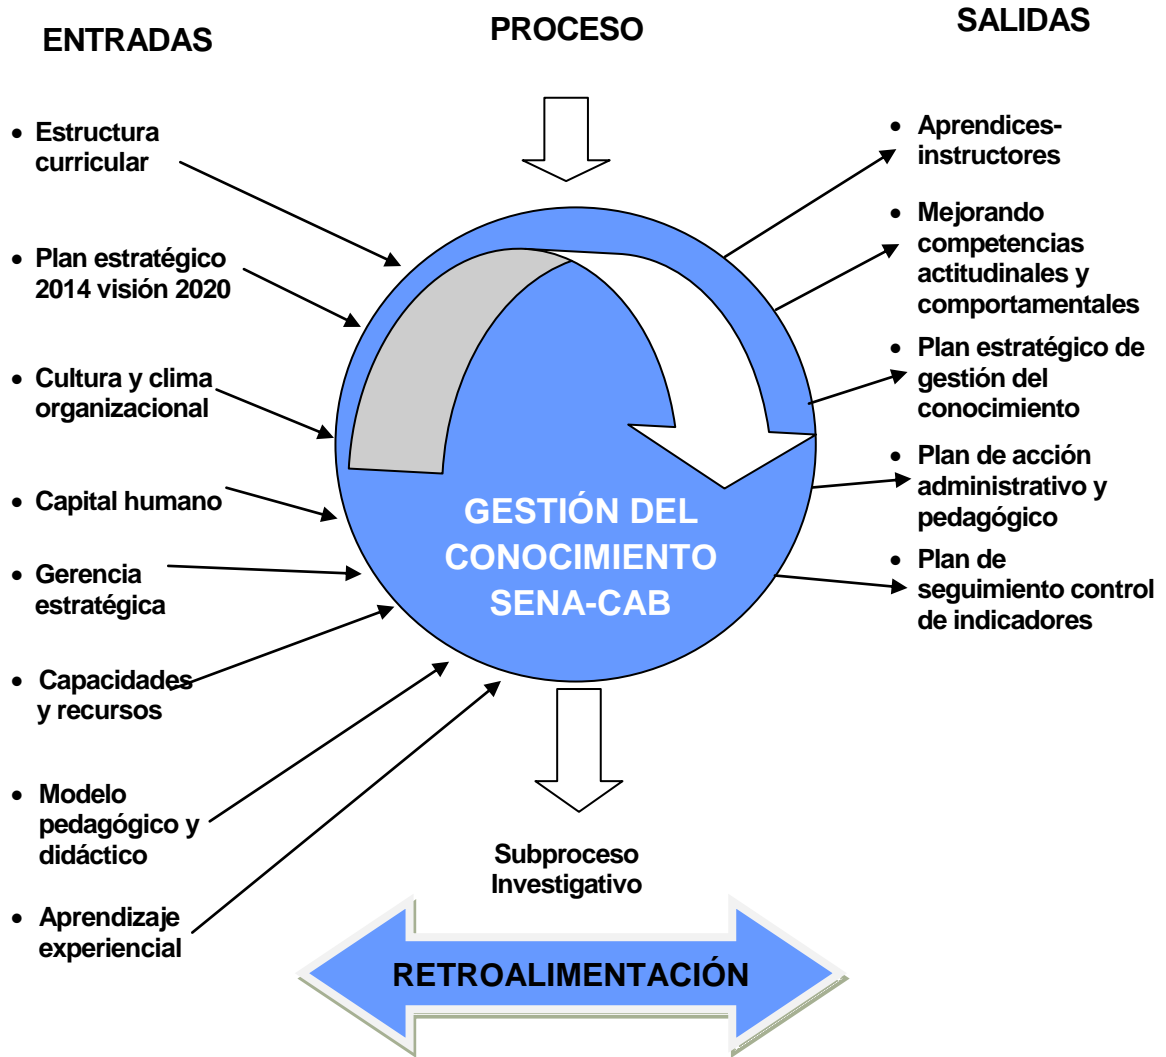 ENTRADAS
PROCESO
SALIDAS
• Estructura
curricular
• Plan estratégico
2014 visión 2020
• Cultura y clima
organizacional
• Capital humano
• Gerencia
estratégica
• Capacidades
y recursos
• Modelo
pedagógico y
didáctico
• Aprendizaje
experiencial
GESTIÓN DEL
CONOCIMIENTO
SENA-CAB
Subproceso
Investigativo
RETROALIMENTACIÓN
• Aprendices-
instructores
• Mejorando
competencias
actitudinales y
comportamentales
• Plan estratégico de
gestión del
conocimiento
• Plan de acción
administrativo y
pedagógico
• Plan de
seguimiento control
de indicadores